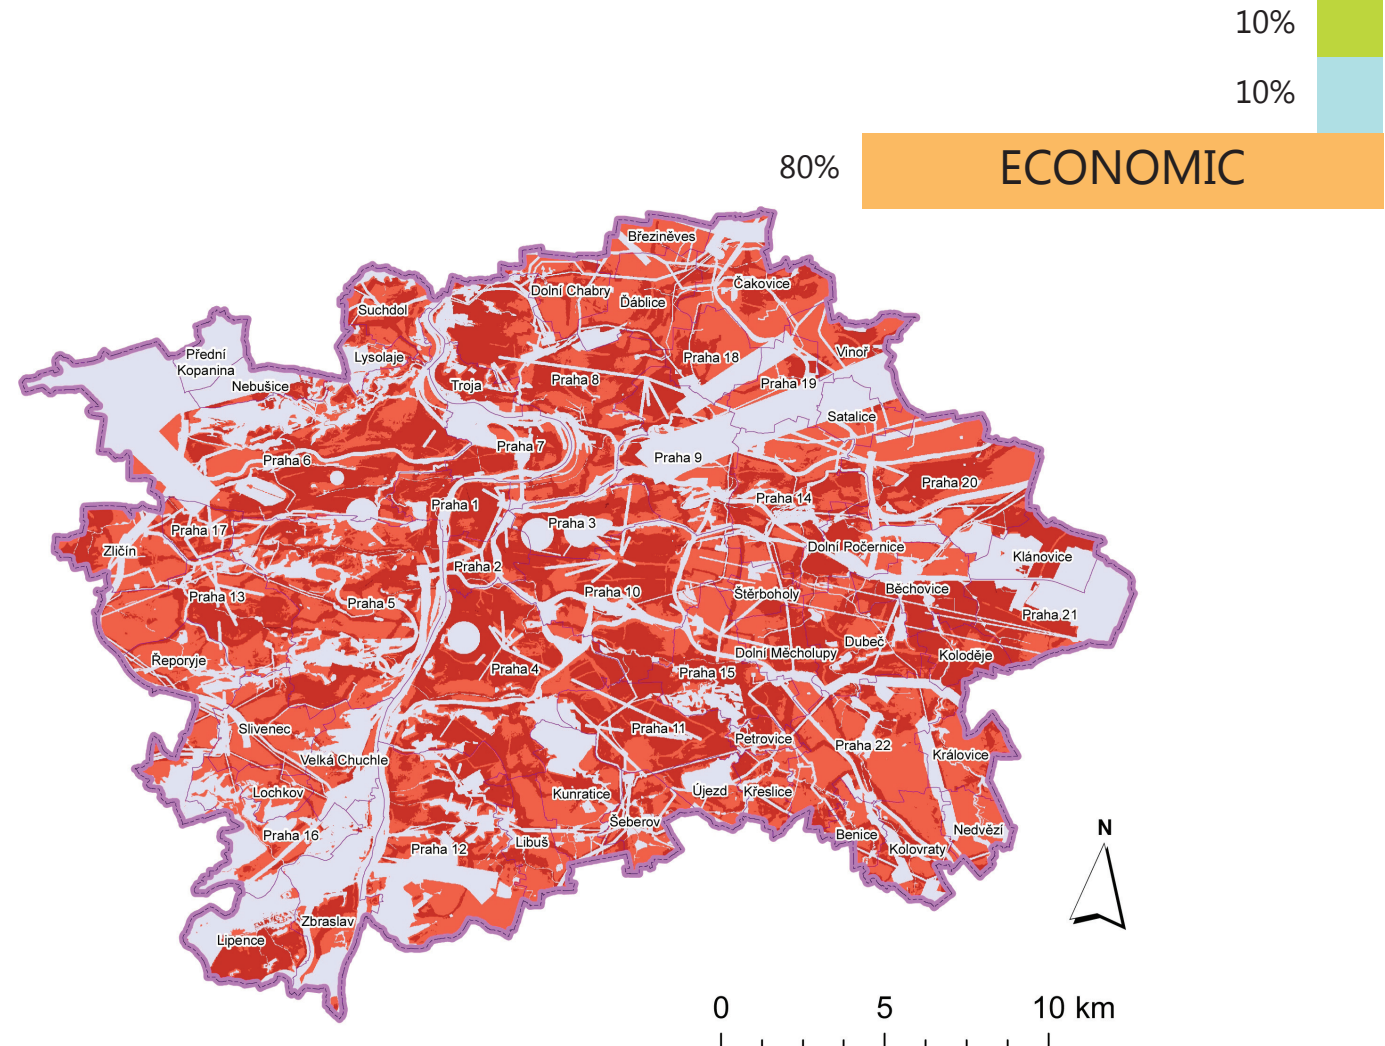 10%
10%
80%
ECONOMIC
Březiněves
Čakovice
Dolní Chabry
Ďáblice
Suchdol
Přední
Kopanina
Lysolaje
Nebušice
Troja
Praha 8
Praha 18
Vinoř
Praha 19
Satalice
Praha 7
Praha 9
Praha 6
Praha 20
Praha 1
Praha 14
Praha 3
Praha 17
Zličín
Dolní Počernice
Klánovice
Praha 2
Praha 10
Štěrboholy
Běchovice
Praha 13
Praha 5
Praha 21
Řeporyje
Praha 4
Dolní Měcholupy
Dubeč
Koloděje
Praha 15
Slivenec
Praha 11
Petrovice
Praha 22
Královice
Velká Chuchle
Lochkov
Kunratice
Újezd
Křeslice
Šeberov
Praha 16
Praha 12
Libuš
Benice
Kolovraty
Nedvězí
N
Zbraslav
Lipence
0 5 10 km